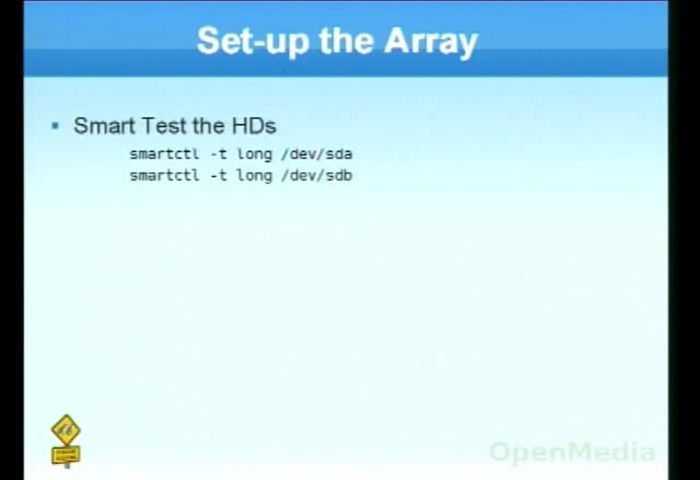 Set-up the Array
Smart Test the HDs
smartctl -t long /dev/sda
smartctl -t long /dev/sdb
OpenMedia